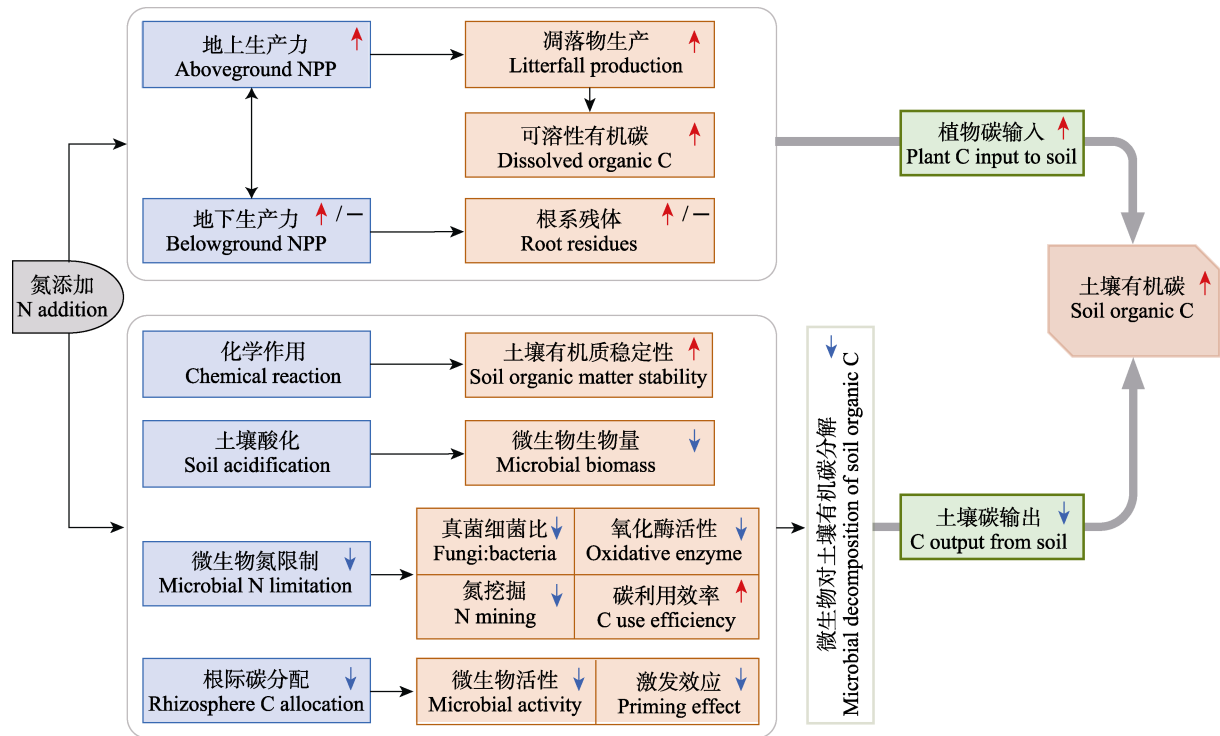 氮添加
N addition
地上生产力
Aboveground NPP
凋落物生产
Litterfall production
可溶性有机碳
Dissolved organic C
地下生产力 / —
Belowground NPP
根系残体 / —
Root residues
植物碳输入
Plant C input to soil
土壤有机碳
Soil organic C
化学作用
Chemical reaction
土壤有机质稳定性
Soil organic matter stability
土壤酸化
Soil acidification
微生物生物量
Microbial biomass
微生物氮限制
Microbial N limitation
真菌细菌比
Fungi:bacteria
氧化酶活性
Oxidative enzyme
氮挖掘
N mining
碳利用效率
C use efficiency
根际碳分配
Rhizosphere C allocation
微生物活性
Microbial activity
激发效应
Priming effect
微生物对土壤有机碳分解
Microbial decomposition of soil organic C
土壤碳输出
C output from soil